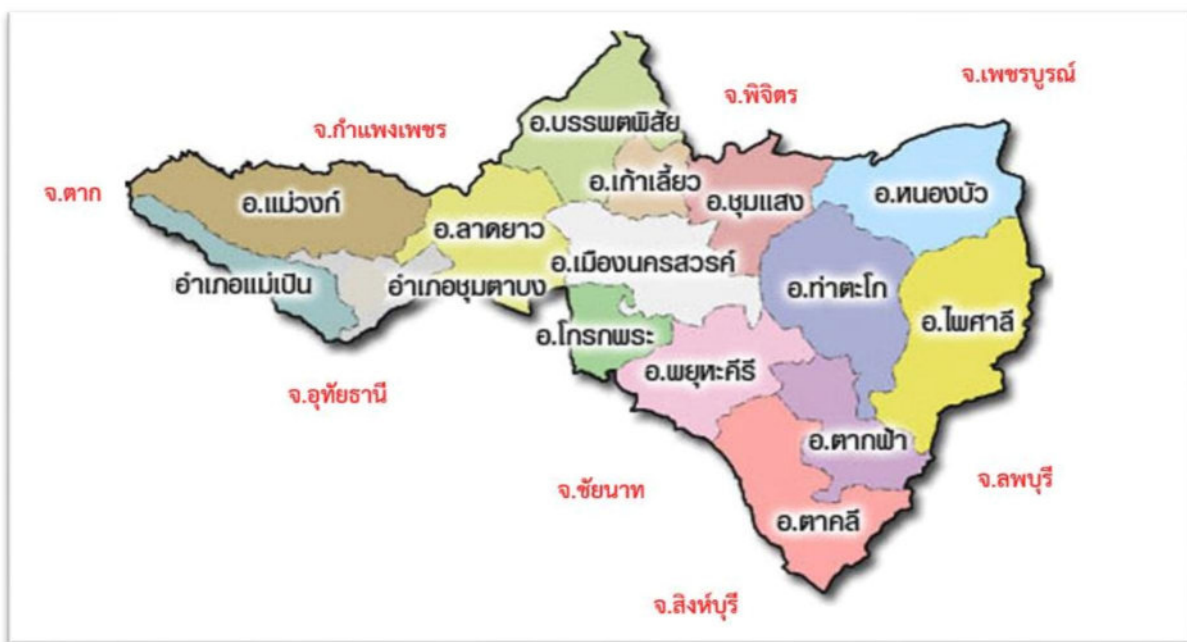 จ.เพชรบูรณ์
จ.พิจิตร
จ.กำแพงเพชร
จ.ตาก
อ.บรรพตพิสัย
อ.เก้าเลี้ยว
อ.ชุมแสง
อ.หนองบัว
อ.แม่วงก์
อ.ลาดยาว
อ.เมืองนครสวรรค์
อำเภอแม่เปิน
อำเภอชุมตาบง
อ.ท่าตะโก
อ.ไพศาลี
อ.โกรกพระ
อ.พยุหะคีรี
จ.อุทัยธานี
อ.ตากฟ้า
จ.ชัยนาท
จ.ลพบุรี
อ.ตาคลี
จ.สิงห์บุรี